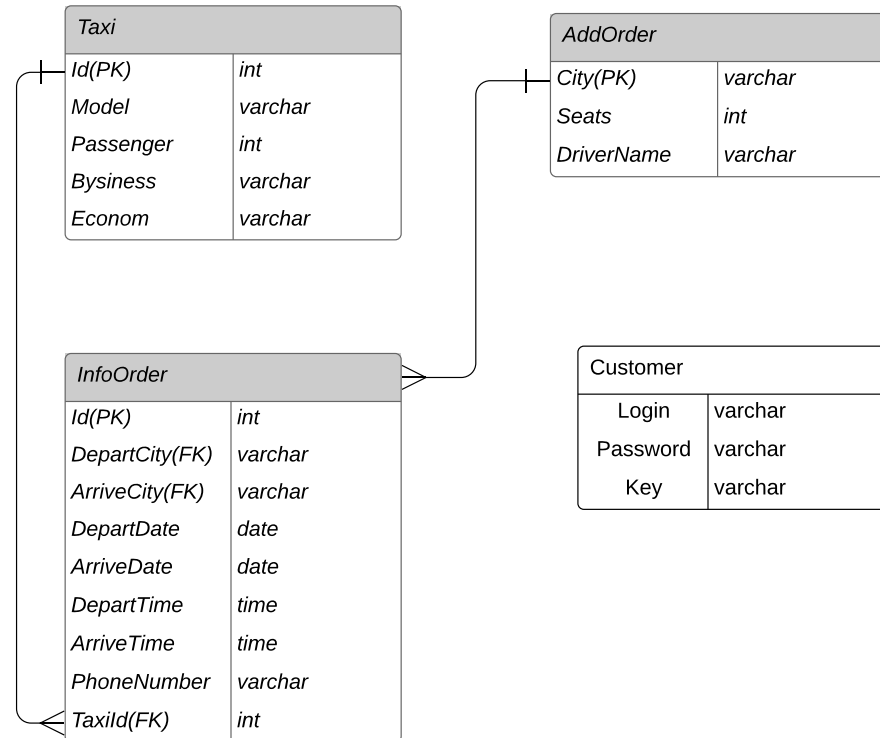 Taxi
Id(PK) int
Model varchar
Passenger int
Bysiness varchar
Econom varchar
AddOrder
City(PK) varchar
Seats int
DriverName varchar
InfoOrder
Id(PK) int
DepartCity(FK) varchar
ArriveCity(FK) varchar
DepartDate date
ArriveDate date
DepartTime time
ArriveTime time
PhoneNumber varchar
TaxiId(FK) int
Customer
Login varchar
Password varchar
Key varchar